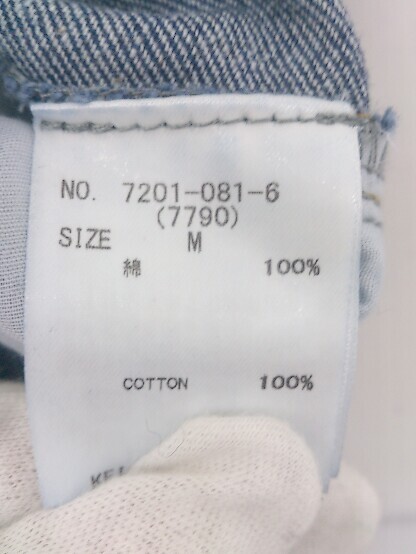 NO. 7201-081-6
(7790)
SIZE M
綿 100%
COTTON 100%